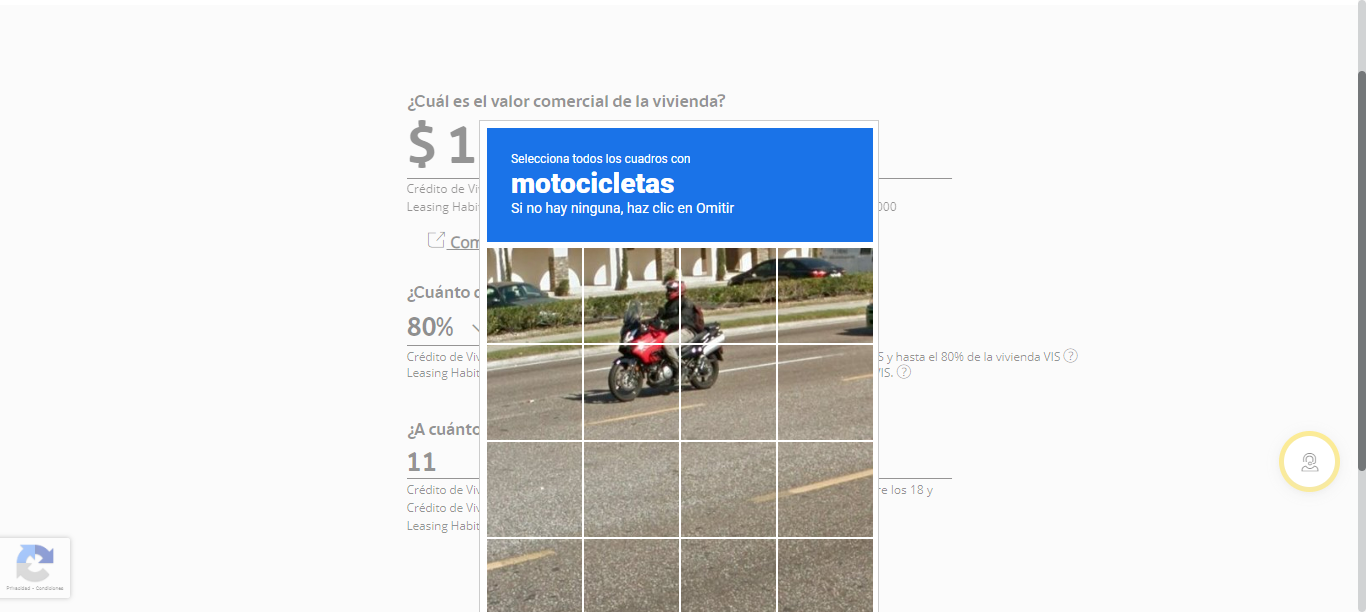 ¿Cuál es el valor comercial de la vivienda?
$ 1
Selecciona todos los cuadros con
motocicletas
Si no hay ninguna, haz clic en Omitir
Crédito de Vi
Leasing Habi
000
Com
¿Cuánto
80%
Crédito de Viv
S y hasta el 80% de la vivienda VIS ?
Leasing Habit
VIS. ?
¿A cuánto
11
Crédito de Viv
re los 18 y
Crédito de Viv
Leasing Habit
Privacidad - Condiciones